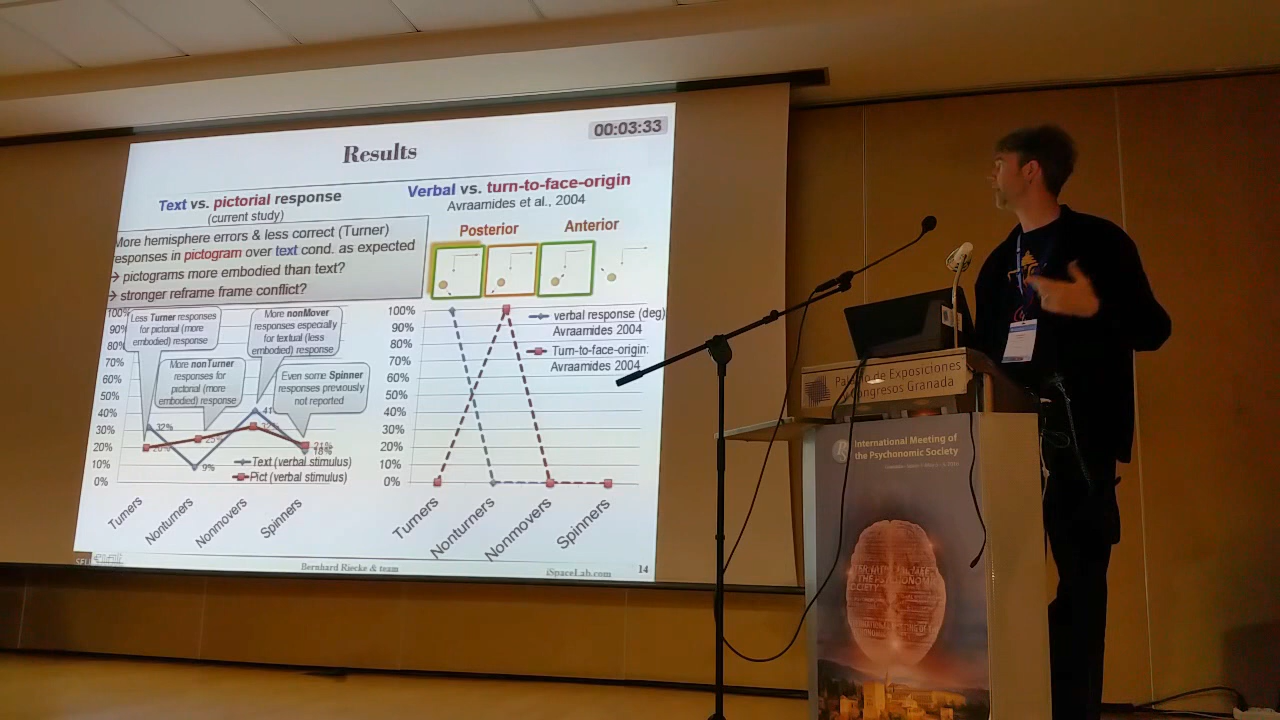 00:03:33
Results
Text vs. pictorial response
(current study)
More hemisphere errors & less correct (Turner)
responses in pictogram over text cond. as expected
→ pictograms more embodied than text?
→ stronger reframe frame conflict?
Verbal vs. turn-to-face-origin
Avraamides et al., 2004
Posterior
Anterior
100%
90%
80%
70%
60%
50%
40%
30%
20%
10%
0%
Less Turner responses
for pictorial (more
embodied) response
More nonMover
responses especially
for textual (less
embodied) response
More nonTurner
responses for
pictorial (more
embodied) response
Even some Spinner
responses previously
not reported
32%
20%
9%
25%
41
32%
21%
18%
Text (verbal stimulus)
Pict (verbal stimulus)
Turners
Nonturners
Nonmovers
Spinners
100%
90%
80%
70%
60%
50%
40%
30%
20%
10%
0%
verbal response (deg)
Avraamides 2004
Turn-to-face-origin:
Avraamides 2004
Turners
Nonturners
Nonmovers
Spinners
Bernhard Riecke & team
iSpaceLab.com
14
Palacio de Exposiciones
y Congresos Granada
International Meeting of
the Psychonomic Society